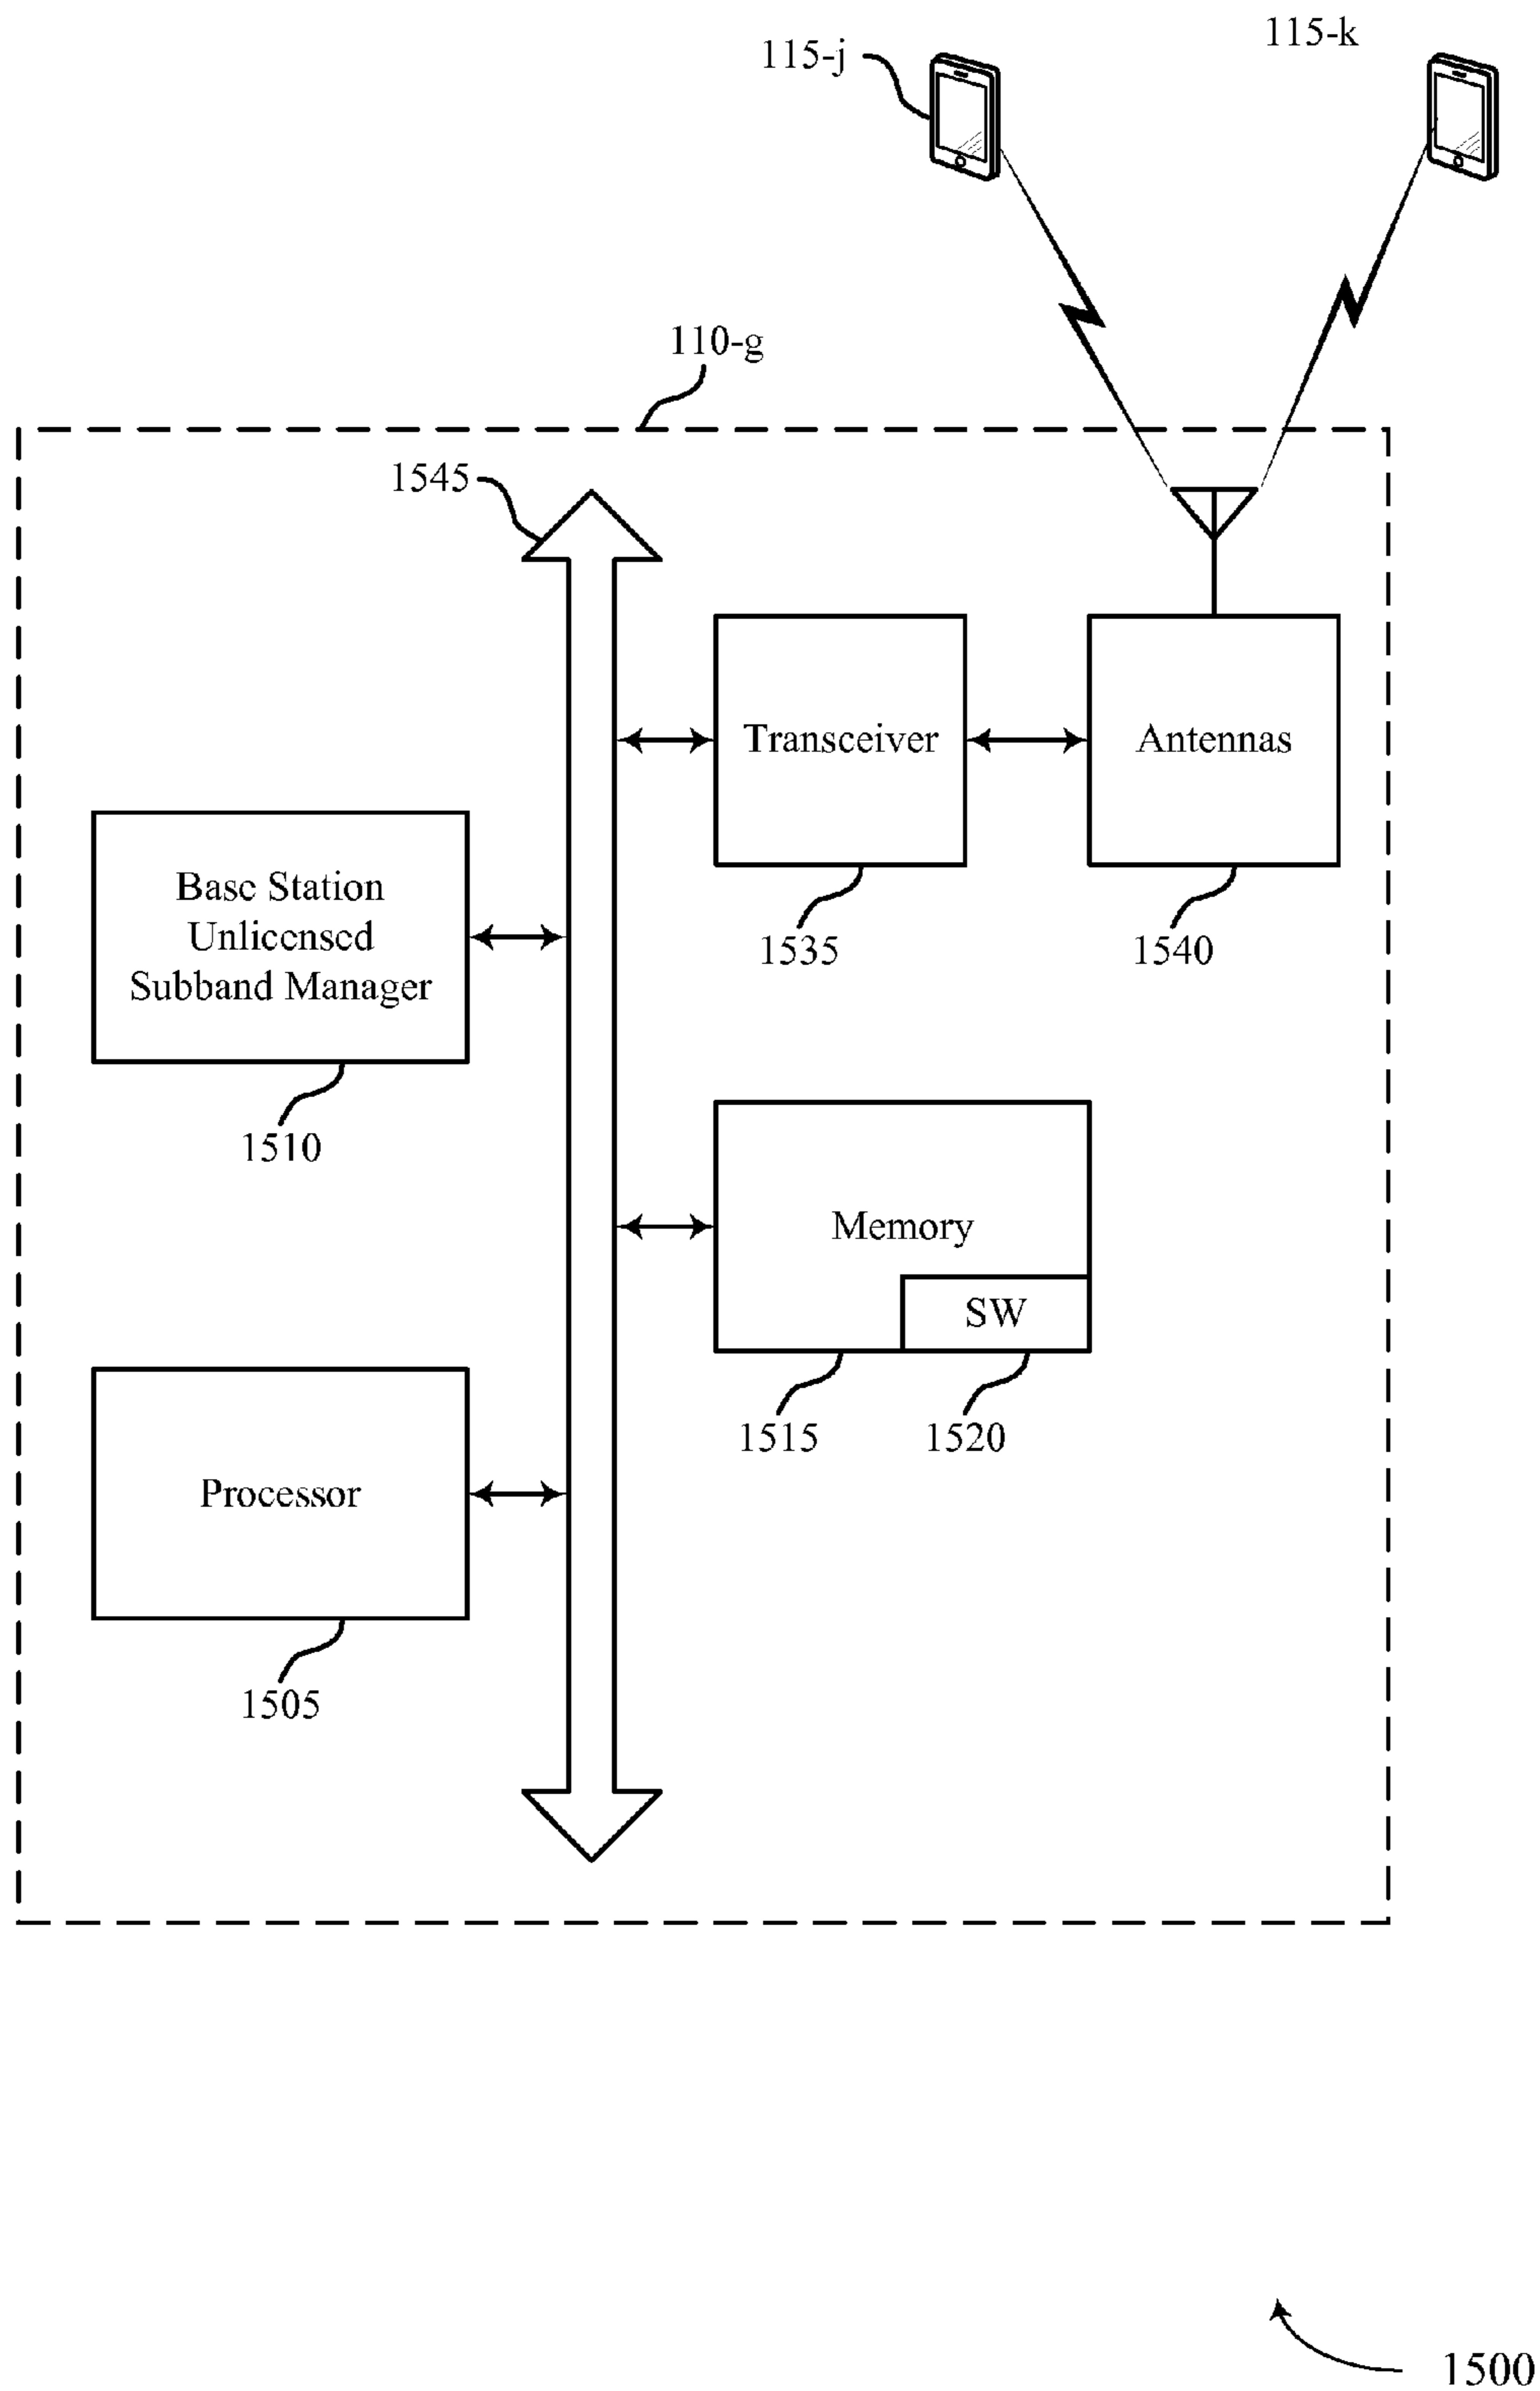 115-j
115-k
110-g
1545
Transceiver
Antennas
Base Station
Unlicensed
Subband Manager
1535
1540
1510
Memory
SW
1515
1520
Processor
1505
1500